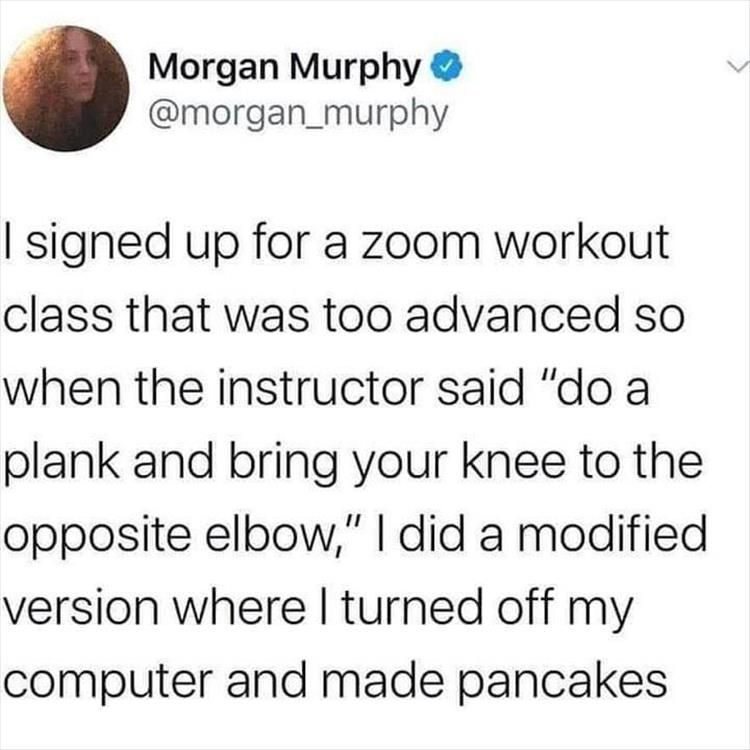 Morgan Murphy
@morgan_murphy
I signed up for a zoom workout
class that was too advanced so
when the instructor said "do a
plank and bring your knee to the
opposite elbow," I did a modified
version where I turned off my
computer and made pancakes